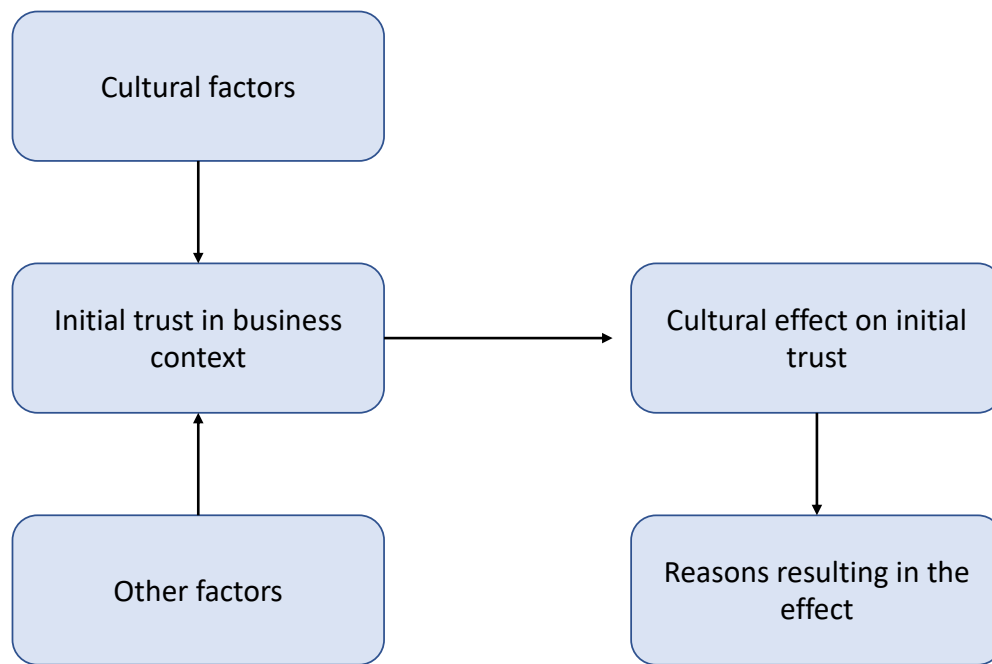 Cultural factors
Initial trust in business
context
Cultural effect on initial
trust
Other factors
Reasons resulting in the
effect